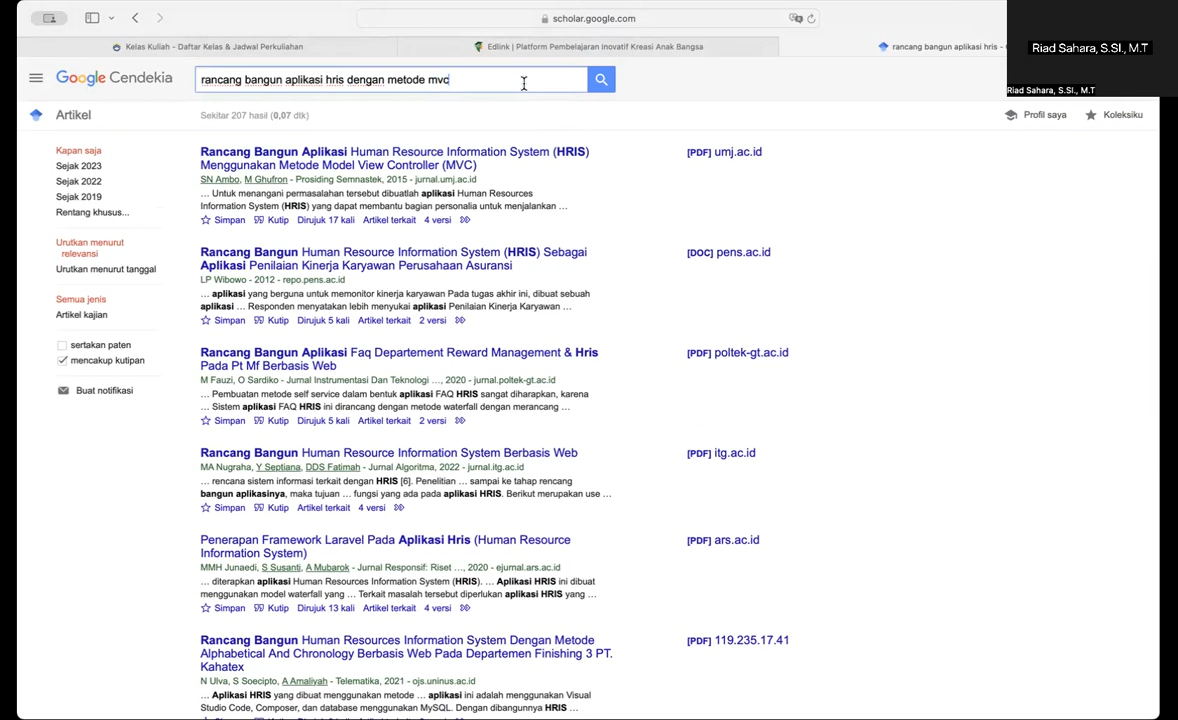 scholar.google.com
Kelas Kuliah - Daftar Kelas & Jadwal Perkuliahan
Edlink | Platform Pembelajaran Inovatif Kreasi Anak Bangsa
rancang bangun aplikasi hris -
Riad Sahara, S.SI., M.T
Riad Sahara, S.SI., M.T
Google Cendekia
rancang bangun aplikasi hris dengan metode mvc
Artikel
Sekitar 207 hasil (0,07 dtk)
Profil saya
Koleksiku
Kapan saja
Sejak 2023
Sejak 2022
Sejak 2019
Rentang khusus...
Urutkan menurut
relevansi
Urutkan menurut tanggal
Semua jenis
Artikel kajian
sertakan paten
mencakup kutipan
Buat notifikasi
Rancang Bangun Aplikasi Human Resource Information System (HRIS)
Menggunakan Metode Model View Controller (MVC)
SN Ambo, M Ghufron - Prosiding Semnastek, 2015 - jurnal.umj.ac.id
... Untuk menangani permasalahan tersebut dibuatlah aplikasi Human Resources
Information System (HRIS) yang dapat membantu bagian personalia untuk menjalankan ...
Simpan Kutip Dirujuk 17 kali Artikel terkait 4 versi
[PDF] umj.ac.id
Rancang Bangun Human Resource Information System (HRIS) Sebagai
Aplikasi Penilaian Kinerja Karyawan Perusahaan Asuransi
LP Wibowo - 2012 - repo.pens.ac.id
... aplikasi yang berguna untuk memonitor kinerja karyawan Pada tugas akhir ini, dibuat sebuah
aplikasi ... Responden menyatakan lebih menyukai aplikasi Penilaian Kinerja Karyawan ...
Simpan Kutip Dirujuk 5 kali Artikel terkait 2 versi
[DOC] pens.ac.id
Rancang Bangun Aplikasi Faq Departement Reward Management & Hris
Pada Pt Mf Berbasis Web
M Fauzi, O Sardiko - Jurnal Instrumentasi Dan Teknologi ..., 2020 - jurnal.poltek-gt.ac.id
... Pembuatan metode self service dalam bentuk aplikasi FAQ HRIS sangat diharapkan, karena
... Sistem aplikasi FAQ HRIS ini dirancang dengan metode waterfall dengan merancang ...
Simpan Kutip Dirujuk 5 kali Artikel terkait 2 versi
[PDF] poltek-gt.ac.id
Rancang Bangun Human Resource Information System Berbasis Web
MA Nugraha, Y Septiana, DDS Fatimah - Jurnal Algoritma, 2022 - jurnal.itg.ac.id
... rencana sistem informasi terkait dengan HRIS [6]. Penelitian ... sampai ke tahap rancang
bangun aplikasinya, maka tujuan ... fungsi yang ada pada aplikasi HRIS. Berikut merupakan use ...
Simpan Kutip Artikel terkait 4 versi
[PDF] itg.ac.id
Penerapan Framework Laravel Pada Aplikasi Hris (Human Resource
Information System)
MMH Junaedi, S Susanti, A Mubarok - Jurnal Responsif: Riset ..., 2020 - ejurnal.ars.ac.id
... diterapkan aplikasi Human Resources Information System (HRIS). ... Aplikasi HRIS ini dibuat
menggunakan model waterfall yang ... Terkait masalah tersebut diperlukan aplikasi HRIS yang ...
Simpan Kutip Dirujuk 13 kali Artikel terkait 4 versi
[PDF] ars.ac.id
Rancang Bangun Human Resources Information System Dengan Metode
Alphabetical And Chronology Berbasis Web Pada Departemen Finishing 3 PT.
Kahatex
N Ulva, S Soecipto, A Amaliyah - Telematika, 2021 - ojs.uninus.ac.id
... Aplikasi HRIS yang dibuat menggunakan metode ... aplikasi ini adalah menggunakan Visual
Studio Code, Composer, dan database menggunakan MySQL. Dengan dibangunnya HRIS ...
[PDF] 119.235.17.41